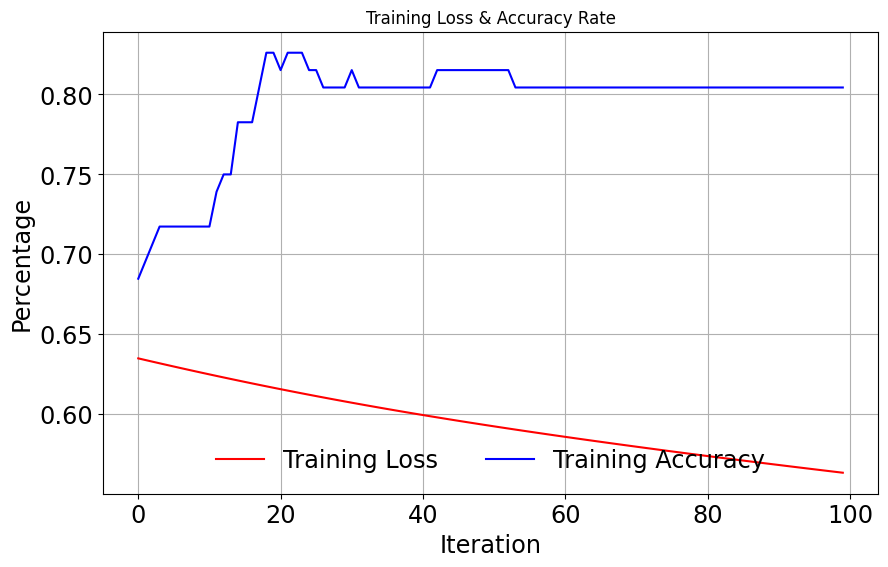 Training Loss & Accuracy Rate
Percentage
0.80
0.75
0.70
0.65
0.60
Training Loss Training Accuracy
0 20 40 60 80 100
Iteration